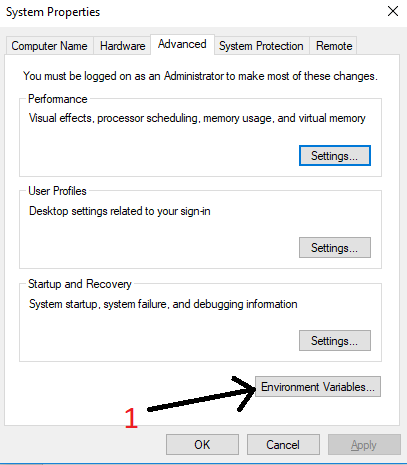 System Properties
Computer Name Hardware Advanced System Protection Remote
You must be logged on as an Administrator to make most of these changes.
Performance
Visual effects, processor scheduling, memory usage, and virtual memory
Settings...
User Profiles
Desktop settings related to your sign-in
Settings...
Startup and Recovery
System startup, system failure, and debugging information
Settings...
Environment Variables...
1
OK Cancel Apply